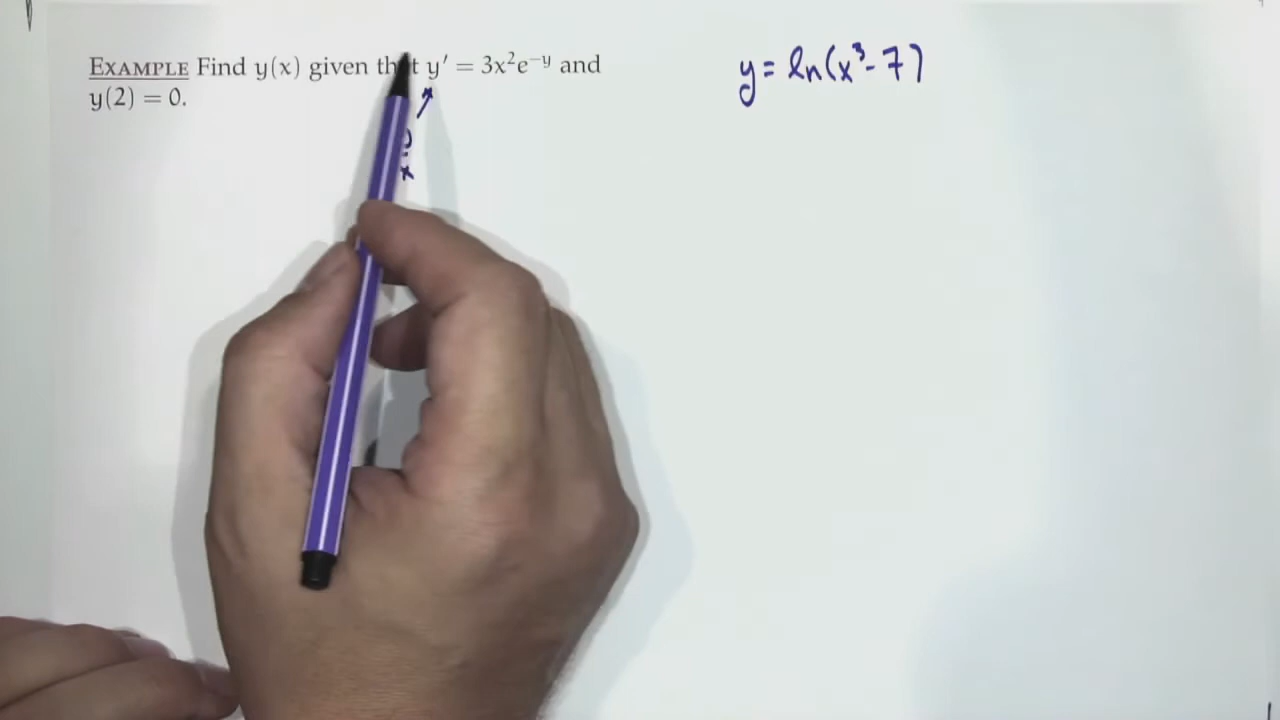 EXAMPLE Find y(x) given that y′ = 3x²e⁻ʸ and
y(2) = 0.
y = ln(x³-7)